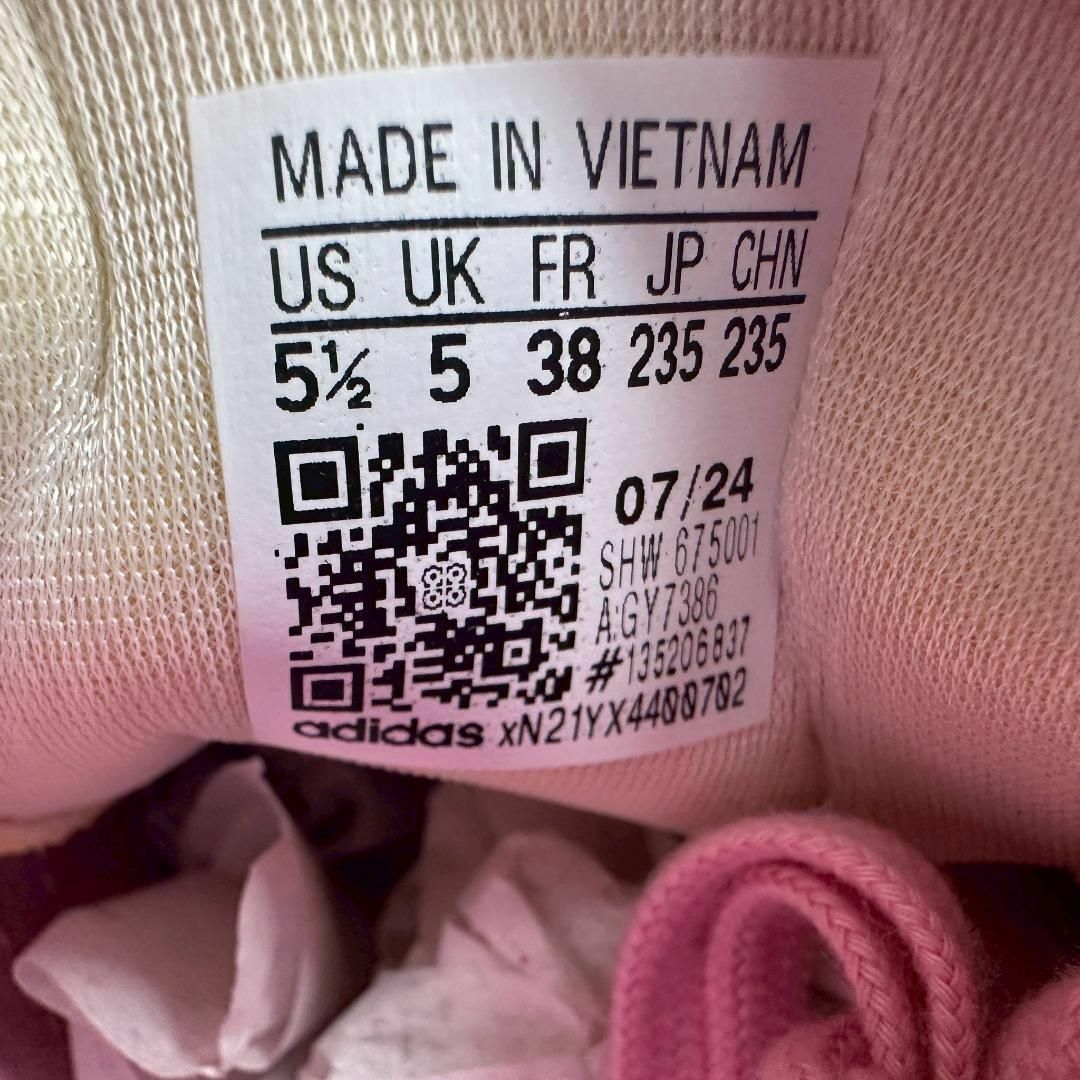 MADE IN VIETNAM
US UK FR JP CHN
5½ 5 38 235 235
07/24
SHW 675001
A:GY7386
#135206837
adidas xN21YX4400702